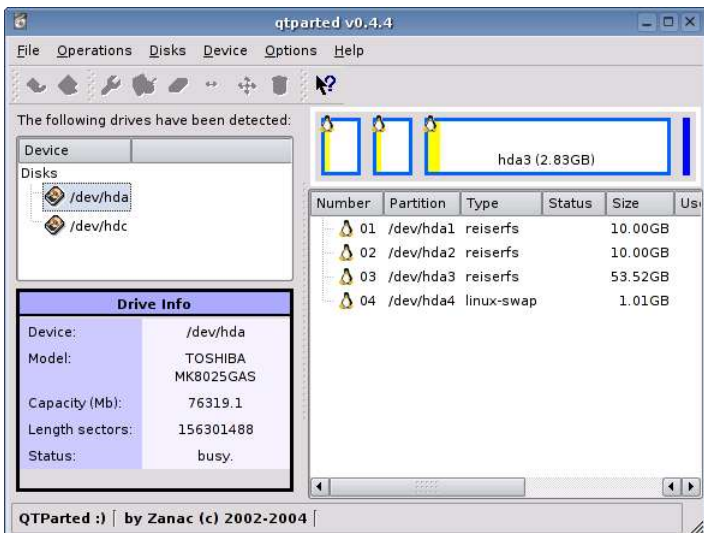 qtparted v0.4.4
File Operations Disks Device Options Help
The following drives have been detected:
Device
Disks
/dev/hda
/dev/hdc
Drive Info
Device: /dev/hda
Model: TOSHIBA MK8025GAS
Capacity (Mb): 76319.1
Length sectors: 156301488
Status: busy.
hda3 (2.83GB)
Number Partition Type Status Size Use
01 /dev/hda1 reiserfs 10.00GB
02 /dev/hda2 reiserfs 10.00GB
03 /dev/hda3 reiserfs 53.52GB
04 /dev/hda4 linux-swap 1.01GB
QTParted :) by Zanac (c) 2002-2004